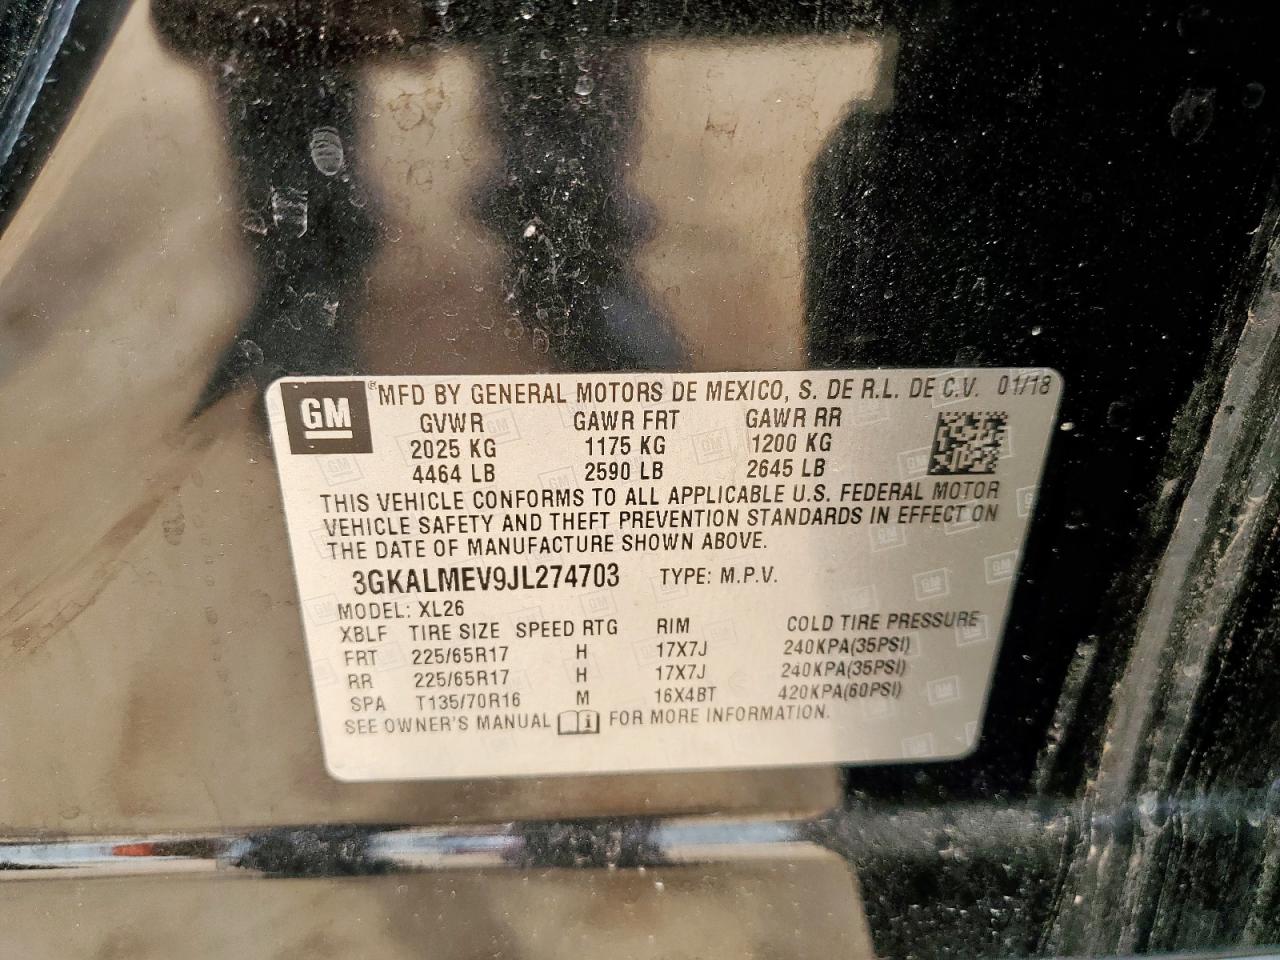 GM ® MFD BY GENERAL MOTORS DE MEXICO, S. DE R.L. DE C.V. 01/18
GVWR GAWR FRT GAWR RR
2025 KG 1175 KG 1200 KG
4464 LB 2590 LB 2645 LB
THIS VEHICLE CONFORMS TO ALL APPLICABLE U.S. FEDERAL MOTOR
VEHICLE SAFETY AND THEFT PREVENTION STANDARDS IN EFFECT ON
THE DATE OF MANUFACTURE SHOWN ABOVE.
3GKALMEV9JL274703 TYPE: M.P.V.
MODEL: XL26
XBLF TIRE SIZE SPEED RTG RIM COLD TIRE PRESSURE
FRT 225/65R17 H 17X7J 240KPA(35PSI)
RR 225/65R17 H 17X7J 240KPA(35PSI)
SPA T135/70R16 M 16X4BT 420KPA(60PSI)
SEE OWNER'S MANUAL i FOR MORE INFORMATION.